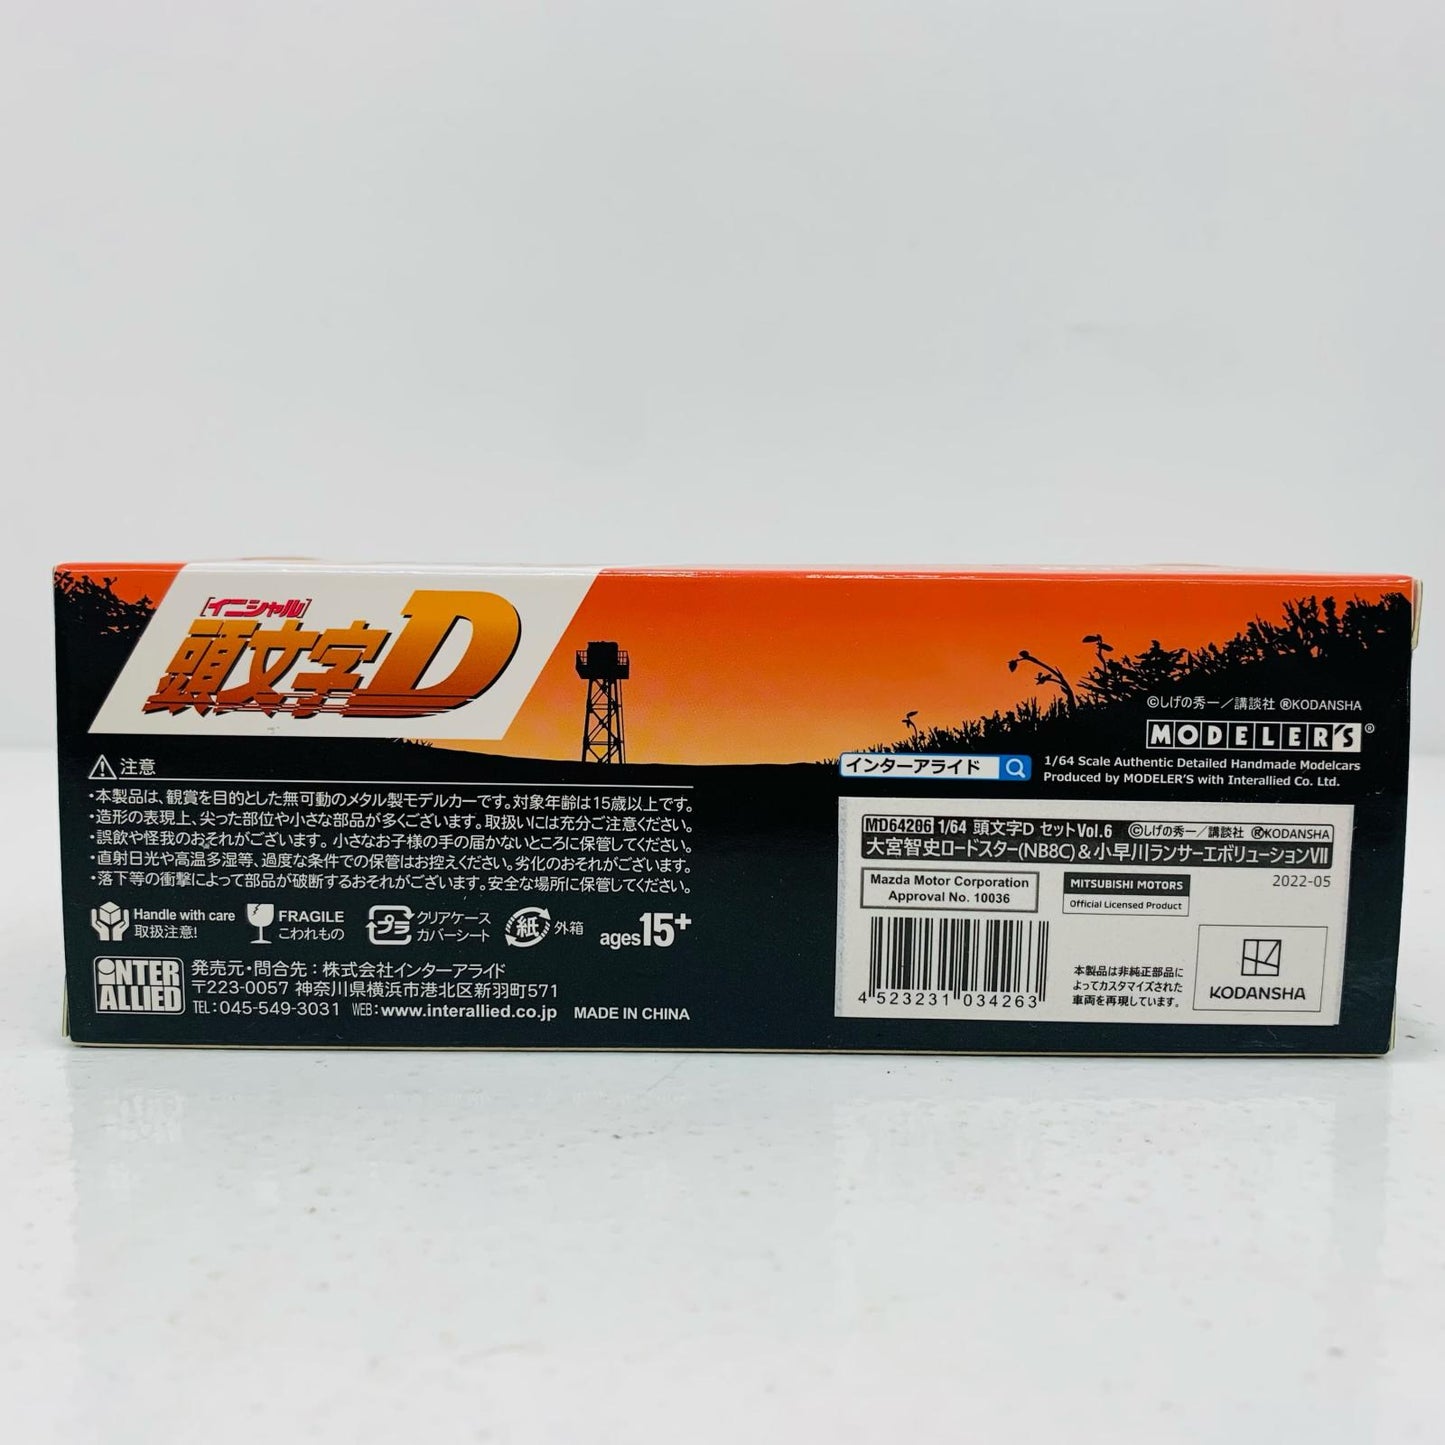 [イニシャル]
頭文字D
注意
・本製品は、観賞を目的とした無可動のメタル製モデルカーです。対象年齢は15歳以上です。
・造形の表現上、尖った部位や小さな部品が多くございます。取扱いには充分ご注意ください。
・誤飲や怪我のおそれがございます。小さなお子様の手の届かないところに保管してください。
・直射日光や高温多湿等、過度な条件での保管はお控えください。劣化のおそれがございます。
・落下等の衝撃によって部品が破断するおそれがございます。安全な場所に保管してください。
Handle with care
取扱注意!
FRAGILE
こわれもの
プラ
クリアケース
カバーシート
紙
外箱
ages15+
INTER
ALLIED
発売元・問合先：株式会社インターアライド
〒223-0057 神奈川県横浜市港北区新羽町571
TEL：045-549-3031 WEB：www.interallied.co.jp MADE IN CHINA
©しげの秀一／講談社 ®KODANSHA
MODELER'S®
インターアライド
1/64 Scale Authentic Detailed Handmade Modelcars
Produced by MODELER'S with Interallied Co. Ltd.
MD64206 1/64 頭文字D セットVol.6 ©しげの秀一／講談社 ®KODANSHA
大宮智史ロードスター(NB8C)＆小早川ランサーエボリューションVII
2022-05
Mazda Motor Corporation
Approval No. 10036
MITSUBISHI MOTORS
Official Licensed Product
4 523231 034263
本製品は非純正部品に
よってカスタマイズされた
車両を再現しています。
KODANSHA